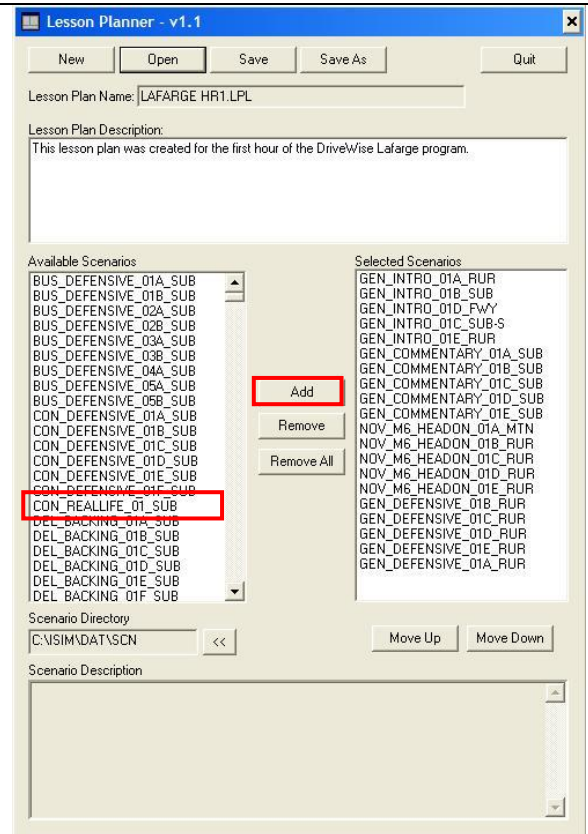 Lesson Planner - v1.1
New Open Save Save As Quit
Lesson Plan Name: LAFARGE HR1.LPL
Lesson Plan Description:
This lesson plan was created for the first hour of the DriveWise Lafarge program.
Available Scenarios
BUS_DEFENSIVE_01A_SUB
BUS_DEFENSIVE_01B_SUB
BUS_DEFENSIVE_02A_SUB
BUS_DEFENSIVE_02B_SUB
BUS_DEFENSIVE_03A_SUB
BUS_DEFENSIVE_03B_SUB
BUS_DEFENSIVE_04A_SUB
BUS_DEFENSIVE_05A_SUB
BUS_DEFENSIVE_05B_SUB
CON_DEFENSIVE_01A_SUB
CON_DEFENSIVE_01B_SUB
CON_DEFENSIVE_01C_SUB
CON_DEFENSIVE_01D_SUB
CON_DEFENSIVE_01E_SUB
CON_DEFENSIVE_01F_SUB
CON_REALLIFE_01_SUB
DEL_BACKING_01A_SUB
DEL_BACKING_01B_SUB
DEL_BACKING_01C_SUB
DEL_BACKING_01D_SUB
DEL_BACKING_01E_SUB
DEL_BACKING_01F_SUB
Add
Remove
Remove All
Selected Scenarios
GEN_INTRO_01A_RUR
GEN_INTRO_01B_SUB
GEN_INTRO_01D_FWY
GEN_INTRO_01C_SUB-S
GEN_INTRO_01E_RUR
GEN_COMMENTARY_01A_SUB
GEN_COMMENTARY_01B_SUB
GEN_COMMENTARY_01C_SUB
GEN_COMMENTARY_01D_SUB
GEN_COMMENTARY_01E_SUB
NOV_M6_HEADON_01A_MTN
NOV_M6_HEADON_01B_RUR
NOV_M6_HEADON_01C_RUR
NOV_M6_HEADON_01D_RUR
NOV_M6_HEADON_01E_RUR
GEN_DEFENSIVE_01B_RUR
GEN_DEFENSIVE_01C_RUR
GEN_DEFENSIVE_01D_RUR
GEN_DEFENSIVE_01E_RUR
GEN_DEFENSIVE_01A_RUR
Scenario Directory
C:\ISIM\DAT\SCN <<
Move Up Move Down
Scenario Description